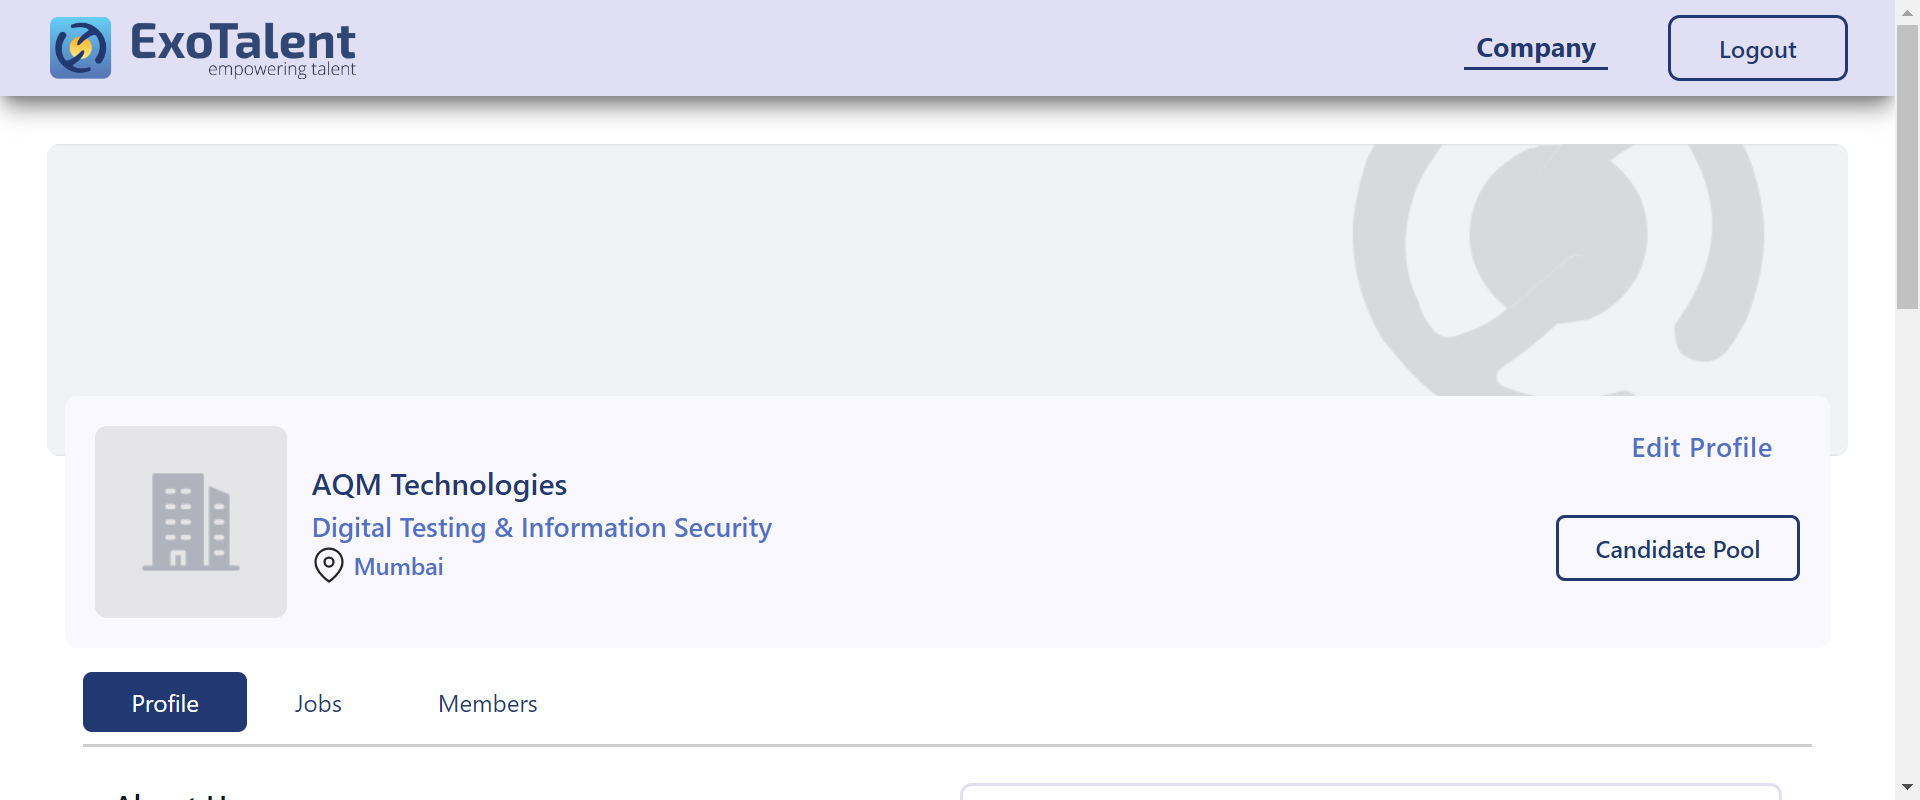 ExoTalent
empowering talent
Company
Logout
Edit Profile
AQM Technologies
Digital Testing & Information Security
Mumbai
Candidate Pool
Profile
Jobs
Members